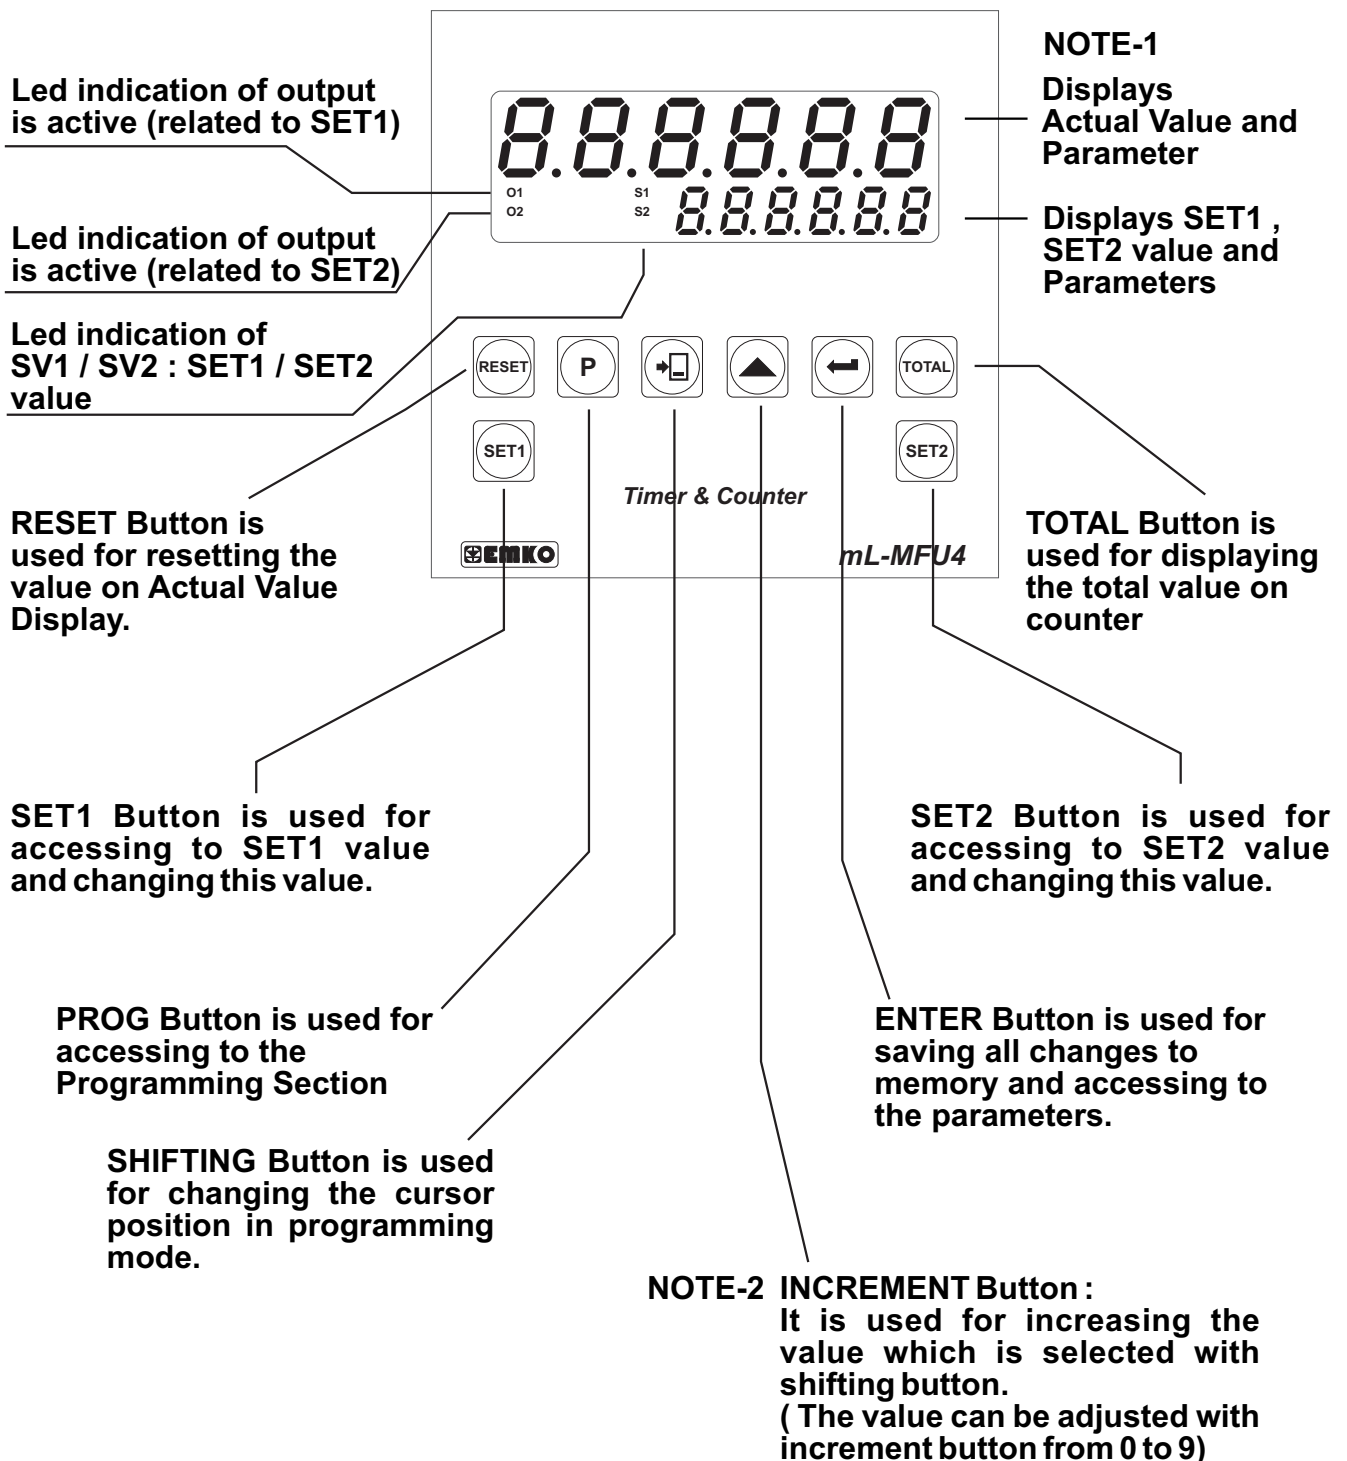 NOTE-1
Displays
Actual Value and
Parameter
Led indication of output
is active (related to SET1)
8.8.8.8.8.8
O1
O2
S1
S2
8.8.8.8.8.8
Displays SET1 ,
SET2 value and
Parameters
Led indication of output
is active (related to SET2)
Led indication of
SV1 / SV2 : SET1 / SET2
value
RESET
P
TOTAL
SET1
SET2
Timer & Counter
EMKO
mL-MFU4
RESET Button is
used for resetting the
value on Actual Value
Display.
TOTAL Button is
used for displaying
the total value on
counter
SET1 Button is used for
accessing to SET1 value
and changing this value.
SET2 Button is used for
accessing to SET2 value
and changing this value.
PROG Button is used for
accessing to the
Programming Section
ENTER Button is used for
saving all changes to
memory and accessing to
the parameters.
SHIFTING Button is used
for changing the cursor
position in programming
mode.
NOTE-2 INCREMENT Button :
It is used for increasing the
value which is selected with
shifting button.
( The value can be adjusted with
increment button from 0 to 9)